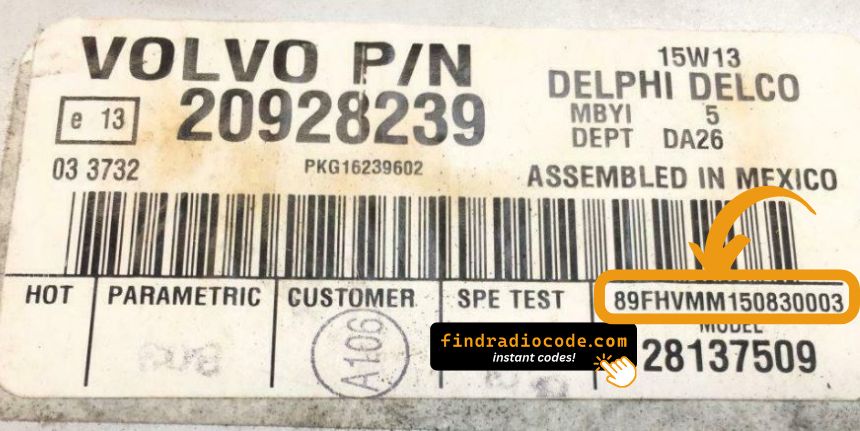 VOLVO P/N
e 13
20928239
15W13
DELPHI DELCO
MBYI 5
DEPT DA26
03 3732
PKG16239602
ASSEMBLED IN MEXICO
HOT
PARAMETRIC
CUSTOMER
SPE TEST
89FHVMM150830003
MODEL
28137509
A106
findradiocode.com
instant codes!